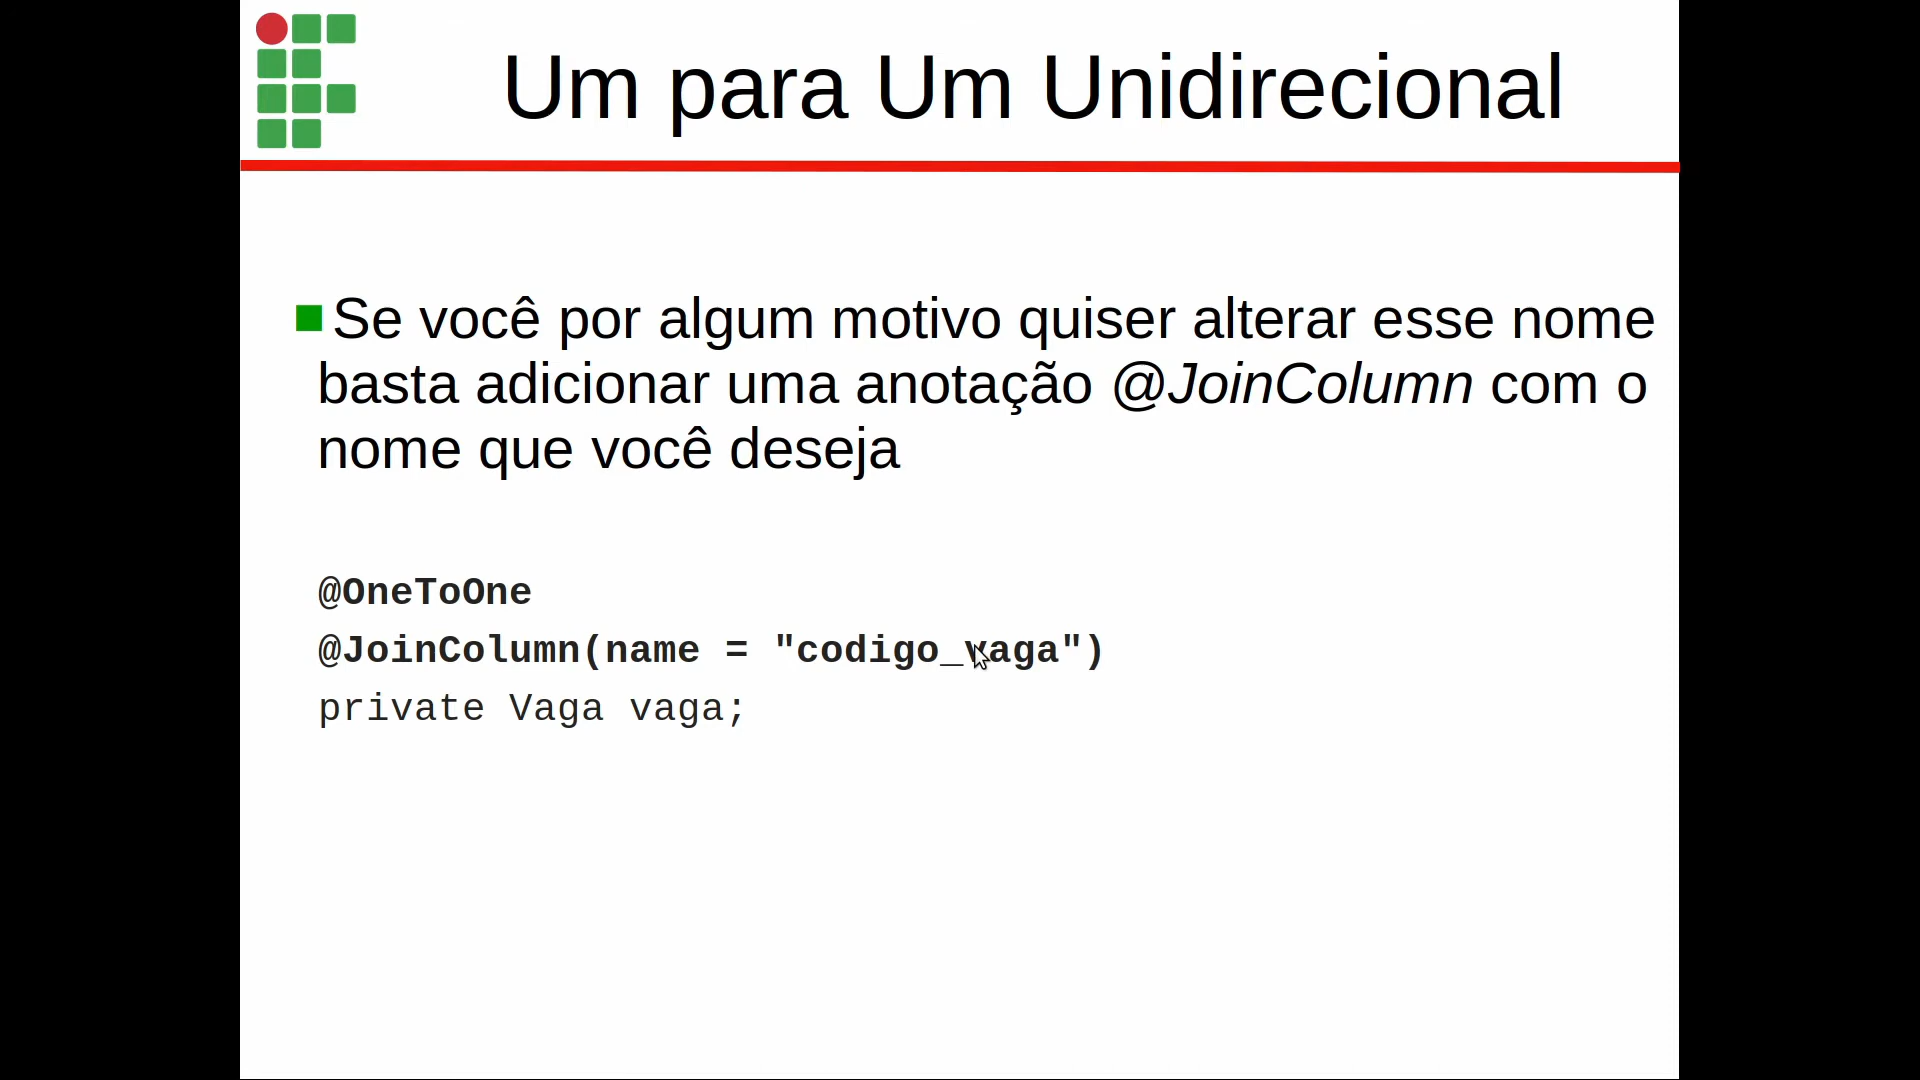 Um para Um Unidirecional
Se você por algum motivo quiser alterar esse nome
basta adicionar uma anotação @JoinColumn com o
nome que você deseja
@OneToOne
@JoinColumn(name = "codigo_vaga")
private Vaga vaga;